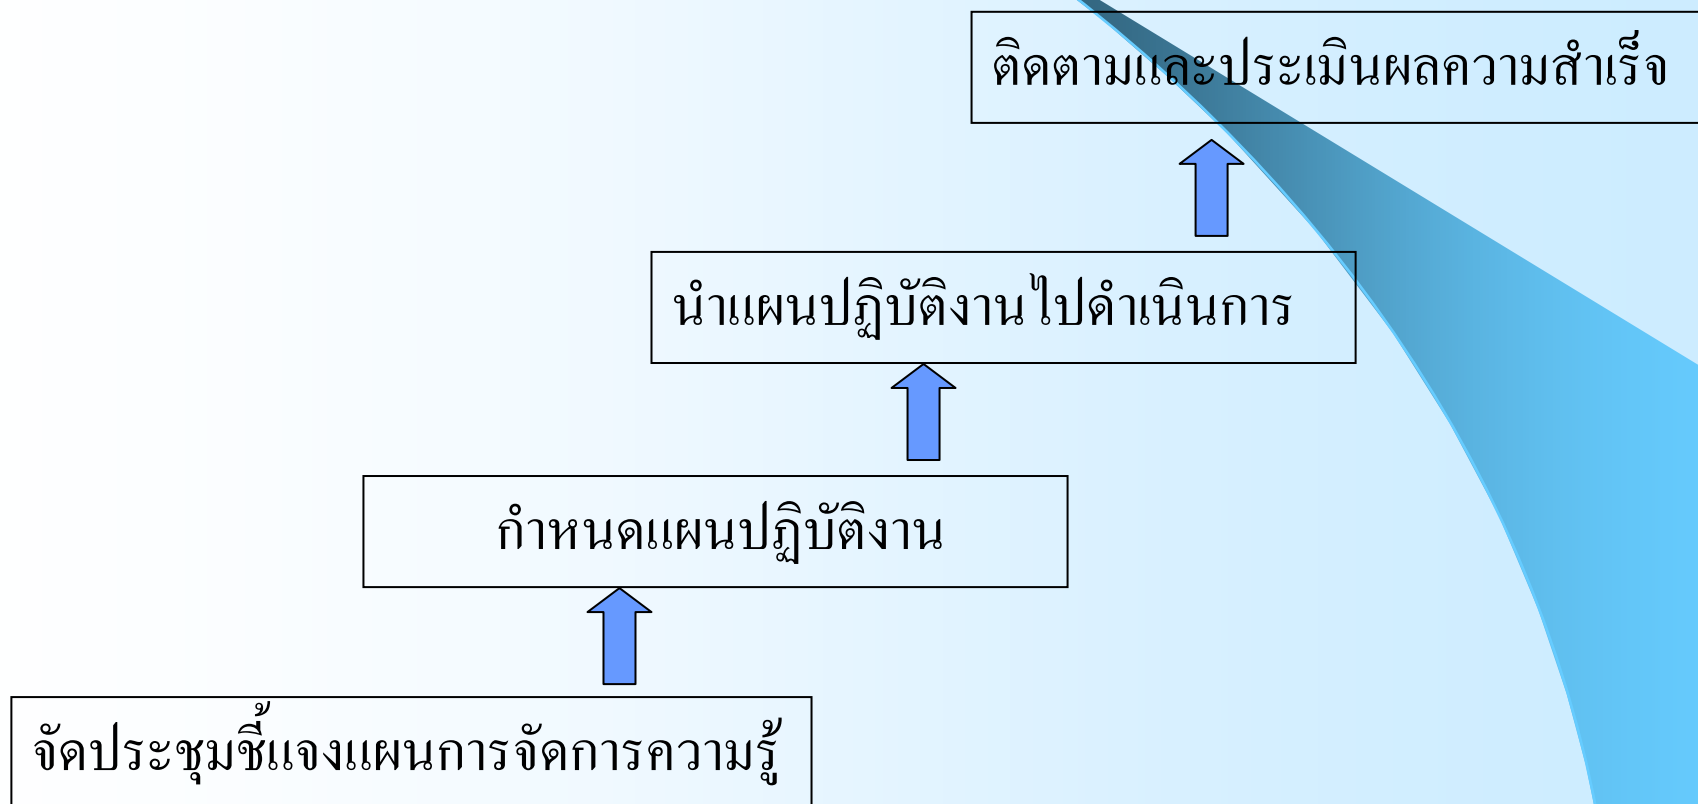 ติดตามและประเมินผลความสำเร็จ
นำแผนปฏิบัติงานไปดำเนินการ
กำหนดแผนปฏิบัติงาน
จัดประชุมชี้แจงแผนการจัดการความรู้